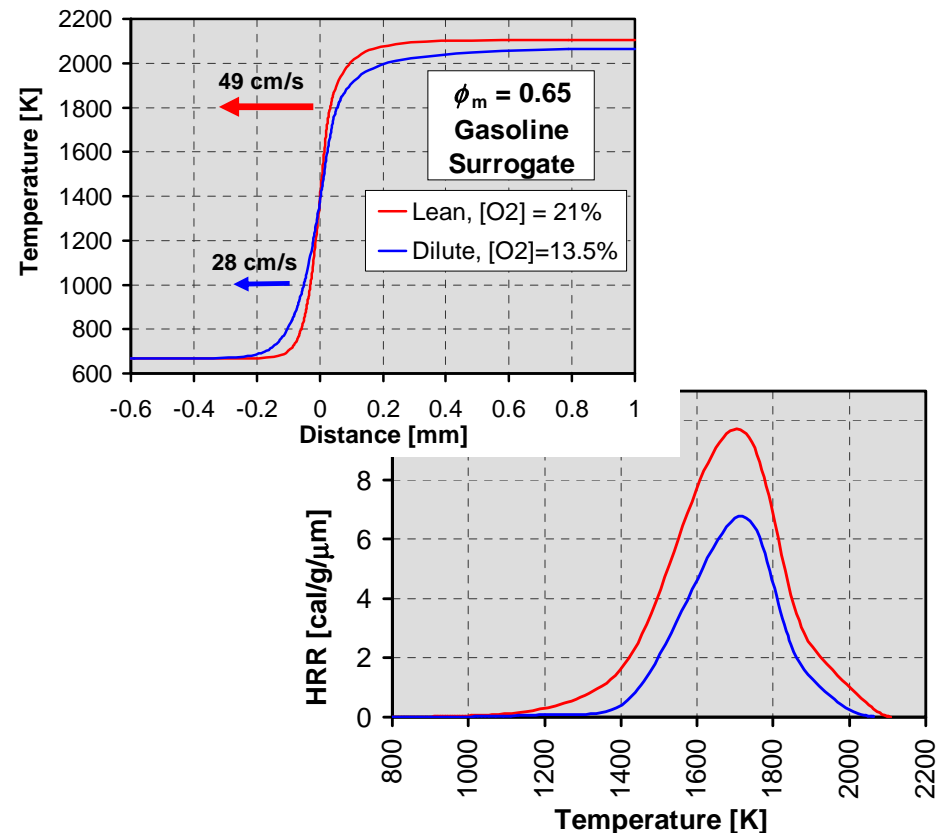 2200
2000
1800
1600
1400
1200
1000
800
600
Temperature [K]
49 cm/s
28 cm/s
ϕm = 0.65
Gasoline
Surrogate
Lean, [O2] = 21%
Dilute, [O2]=13.5%
-0.6 -0.4 -0.2 0 0.2 0.4 0.6 0.8 1
Distance [mm]
8
6
4
2
0
HRR [cal/g/μm]
800 1000 1200 1400 1600 1800 2000 2200
Temperature [K]